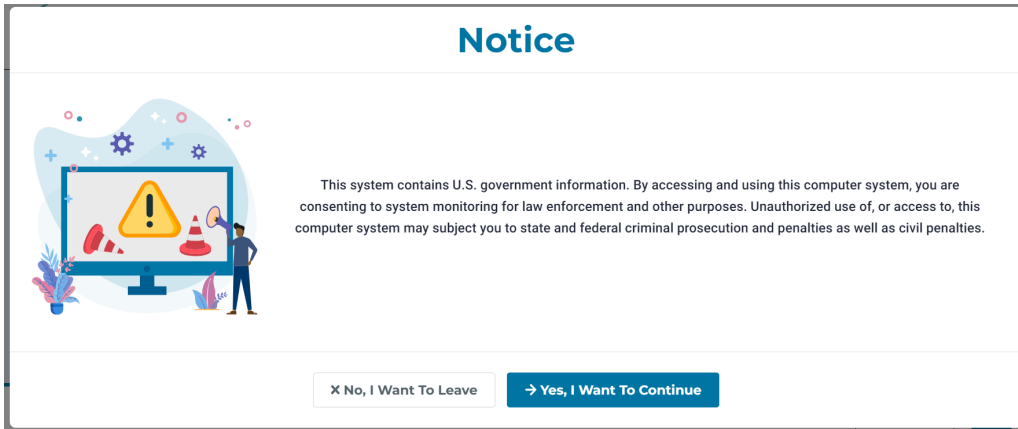 Notice
This system contains U.S. government information. By accessing and using this computer system, you are
consenting to system monitoring for law enforcement and other purposes. Unauthorized use of, or access to, this
computer system may subject you to state and federal criminal prosecution and penalties as well as civil penalties.
No, I Want To Leave
Yes, I Want To Continue